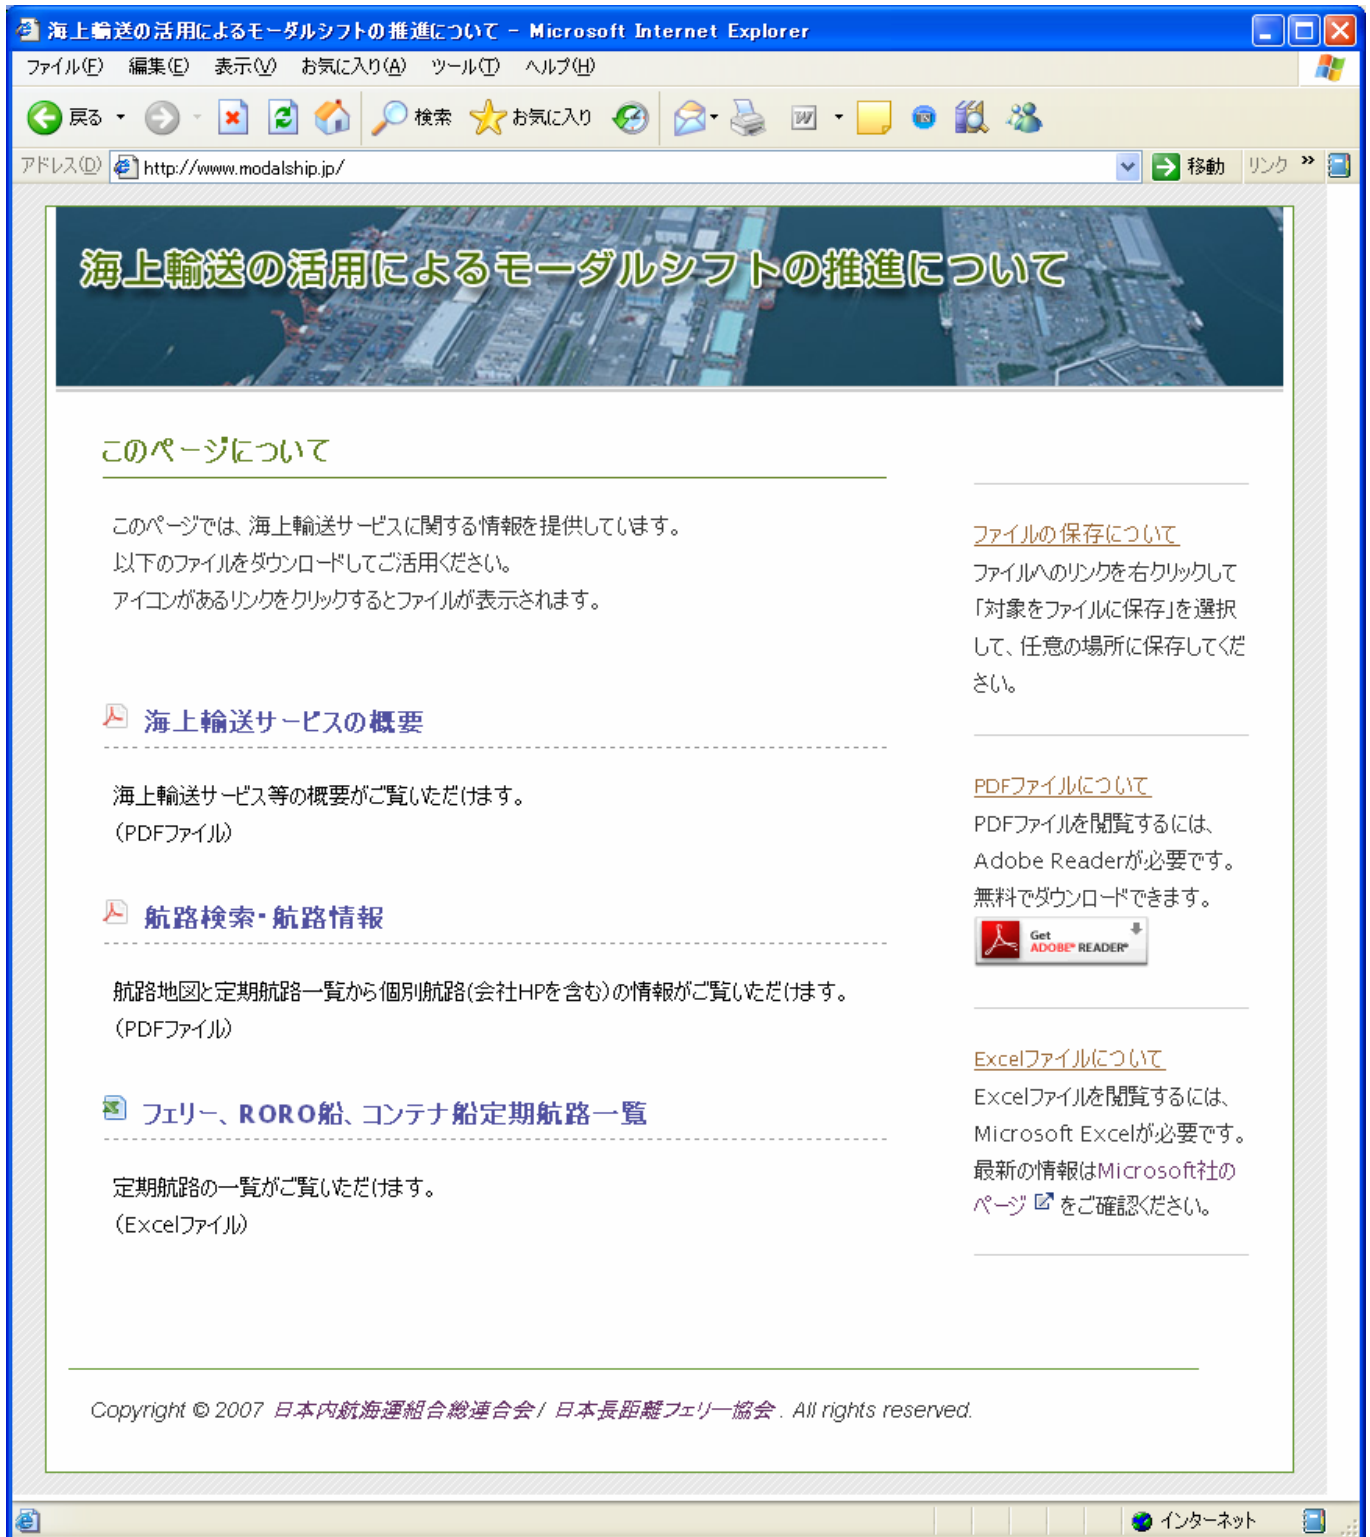 海上輸送の活用によるモーダルシフトの推進について - Microsoft Internet Explorer
ファイル(F) 編集(E) 表示(V) お気に入り(A) ツール(T) ヘルプ(H)
戻る 検索 お気に入り
アドレス(D) http://www.modalship.jp/ 移動 リンク »
海上輸送の活用によるモーダルシフトの推進について
このページについて
このページでは、海上輸送サービスに関する情報を提供しています。
以下のファイルをダウンロードしてご活用ください。
アイコンがあるリンクをクリックするとファイルが表示されます。
海上輸送サービスの概要
海上輸送サービス等の概要がご覧いただけます。
(PDFファイル)
航路検索・航路情報
航路地図と定期航路一覧から個別航路(会社HPを含む)の情報がご覧いただけます。
(PDFファイル)
フェリー、RORO船、コンテナ船定期航路一覧
定期航路の一覧がご覧いただけます。
(Excelファイル)
ファイルの保存について
ファイルへのリンクを右クリックして
「対象をファイルに保存」を選択
して、任意の場所に保存してくだ
さい。
PDFファイルについて
PDFファイルを閲覧するには、
Adobe Readerが必要です。
無料でダウンロードできます。
Get
ADOBE® READER®
Excelファイルについて
Excelファイルを閲覧するには、
Microsoft Excelが必要です。
最新の情報はMicrosoft社の
ページ をご確認ください。
Copyright © 2007 日本内航海運組合総連合会 / 日本長距離フェリー協会 . All rights reserved.
インターネット